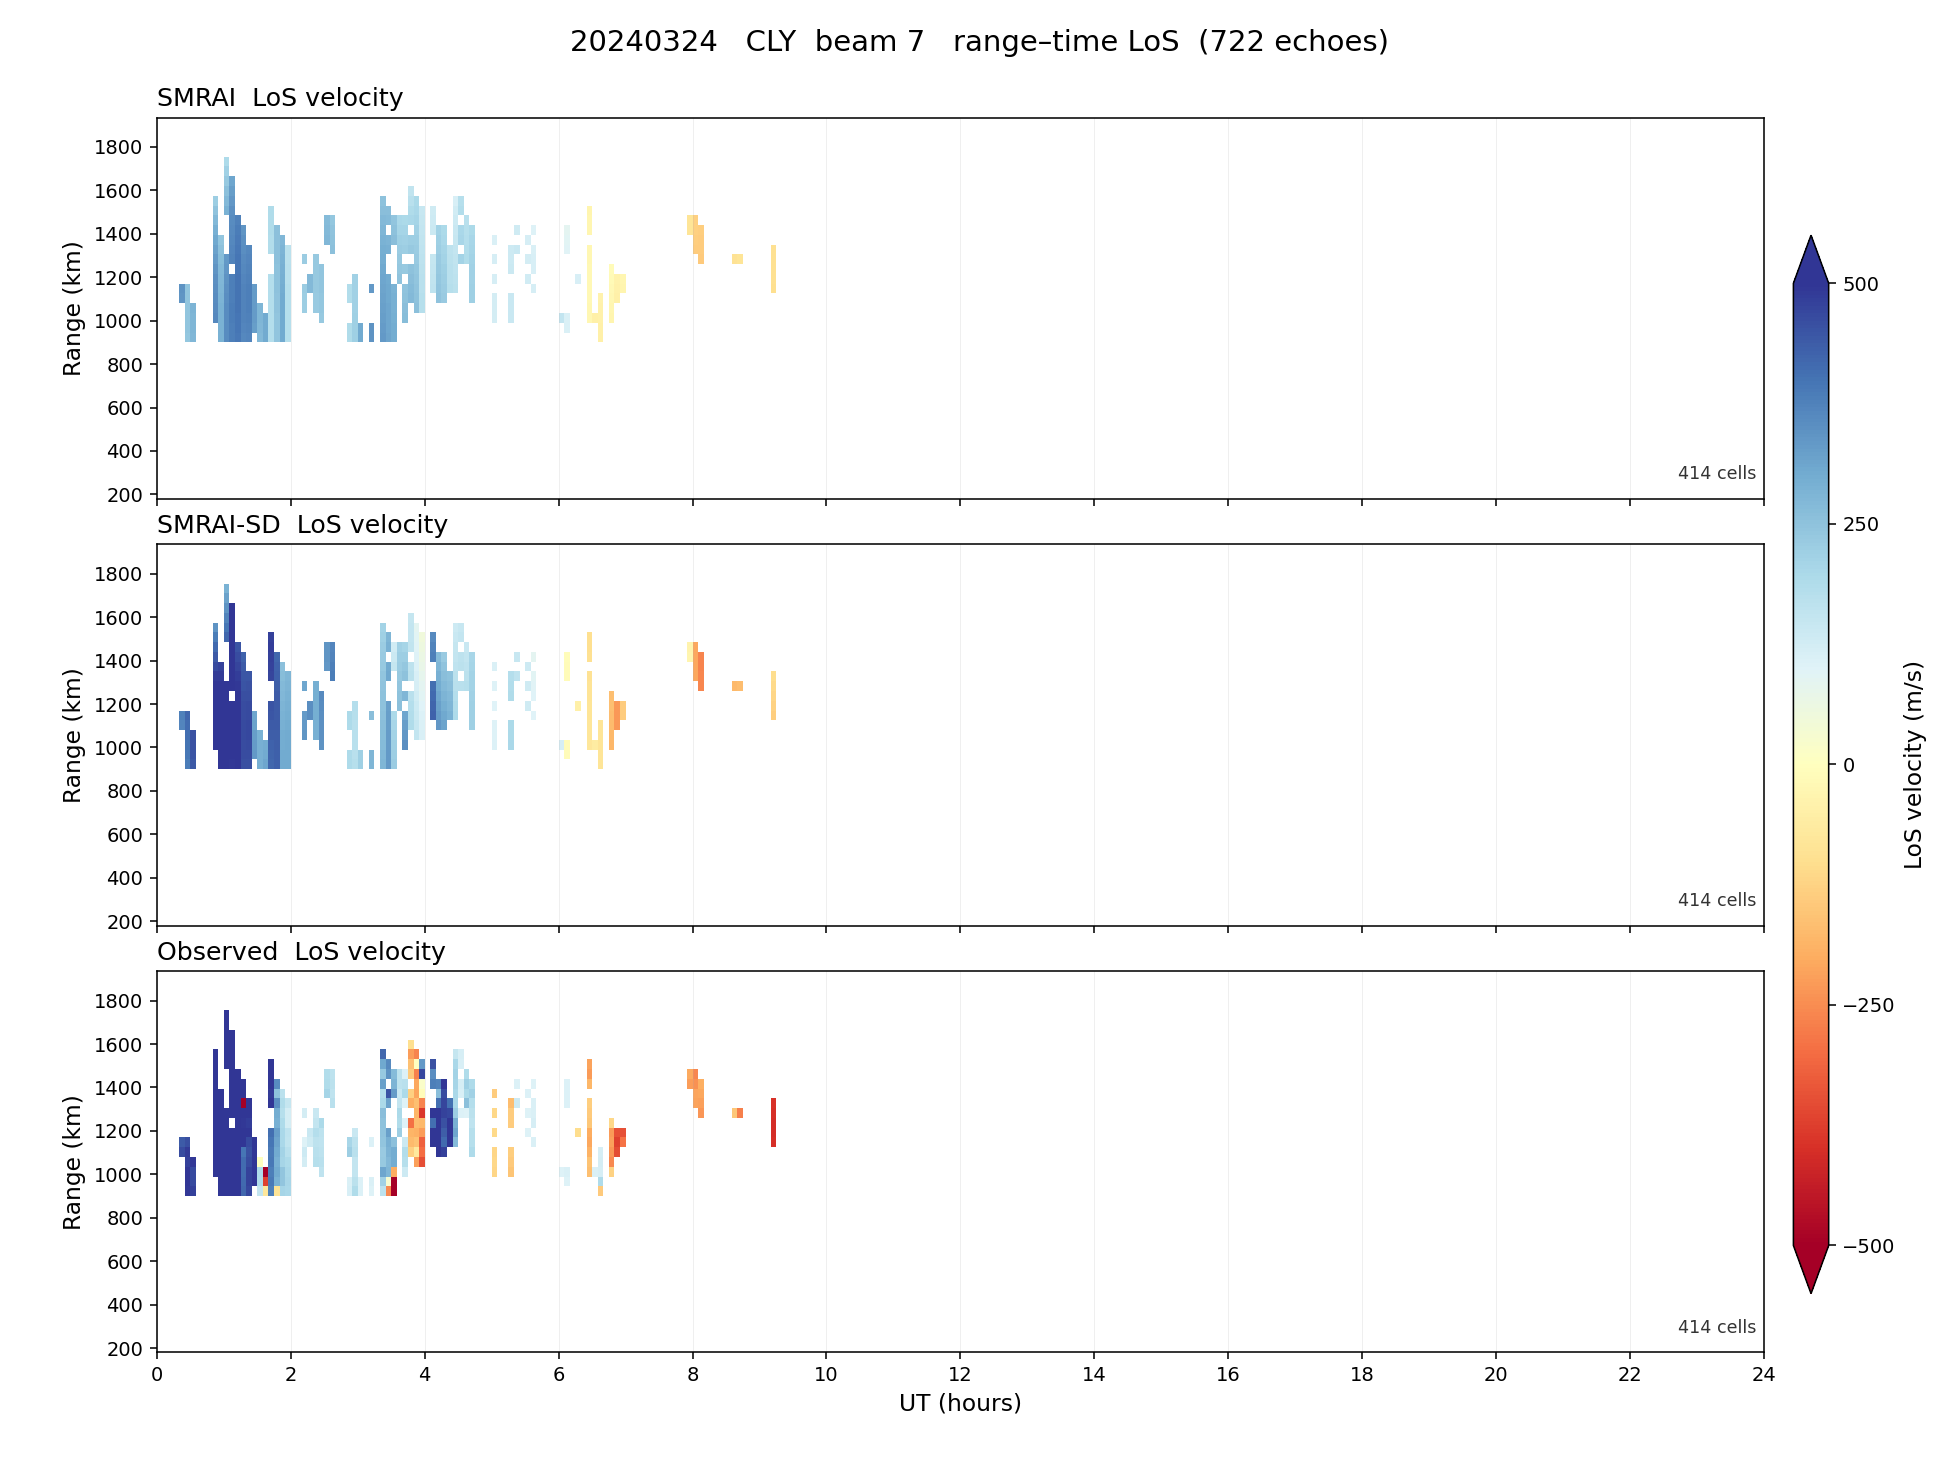 20240324   CLY  beam 7   range–time LoS  (722 echoes)
SMRAI  LoS velocity
1800
1600
1400
1200
1000
800
600
400
200
Range (km)
414 cells
SMRAI-SD  LoS velocity
1800
1600
1400
1200
1000
800
600
400
200
Range (km)
414 cells
Observed  LoS velocity
1800
1600
1400
1200
1000
800
600
400
200
Range (km)
414 cells
0 2 4 6 8 10 12 14 16 18 20 22 24
UT (hours)
500
250
0
−250
−500
LoS velocity (m/s)